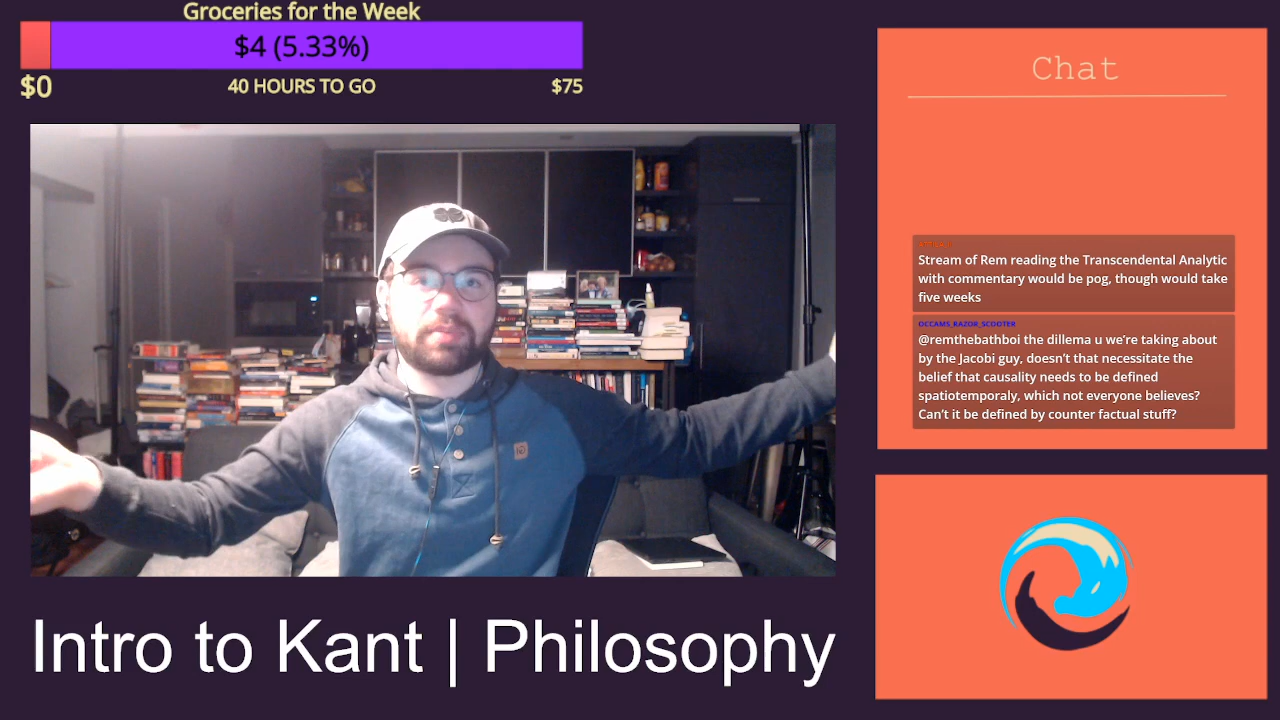 Groceries for the Week
$4 (5.33%)
$0
40 HOURS TO GO
$75
Chat
Stream of Rem reading the Transcendental Analytic
with commentary would be pog, though would take
five weeks
OCCAMS_RAZOR_SCOOTER
@remthebathboi the dillema u we're taking about
by the Jacobi guy, doesn't that necessitate the
belief that causality needs to be defined
spatiotemporaly, which not everyone believes?
Can't it be defined by counter factual stuff?
Intro to Kant | Philosophy